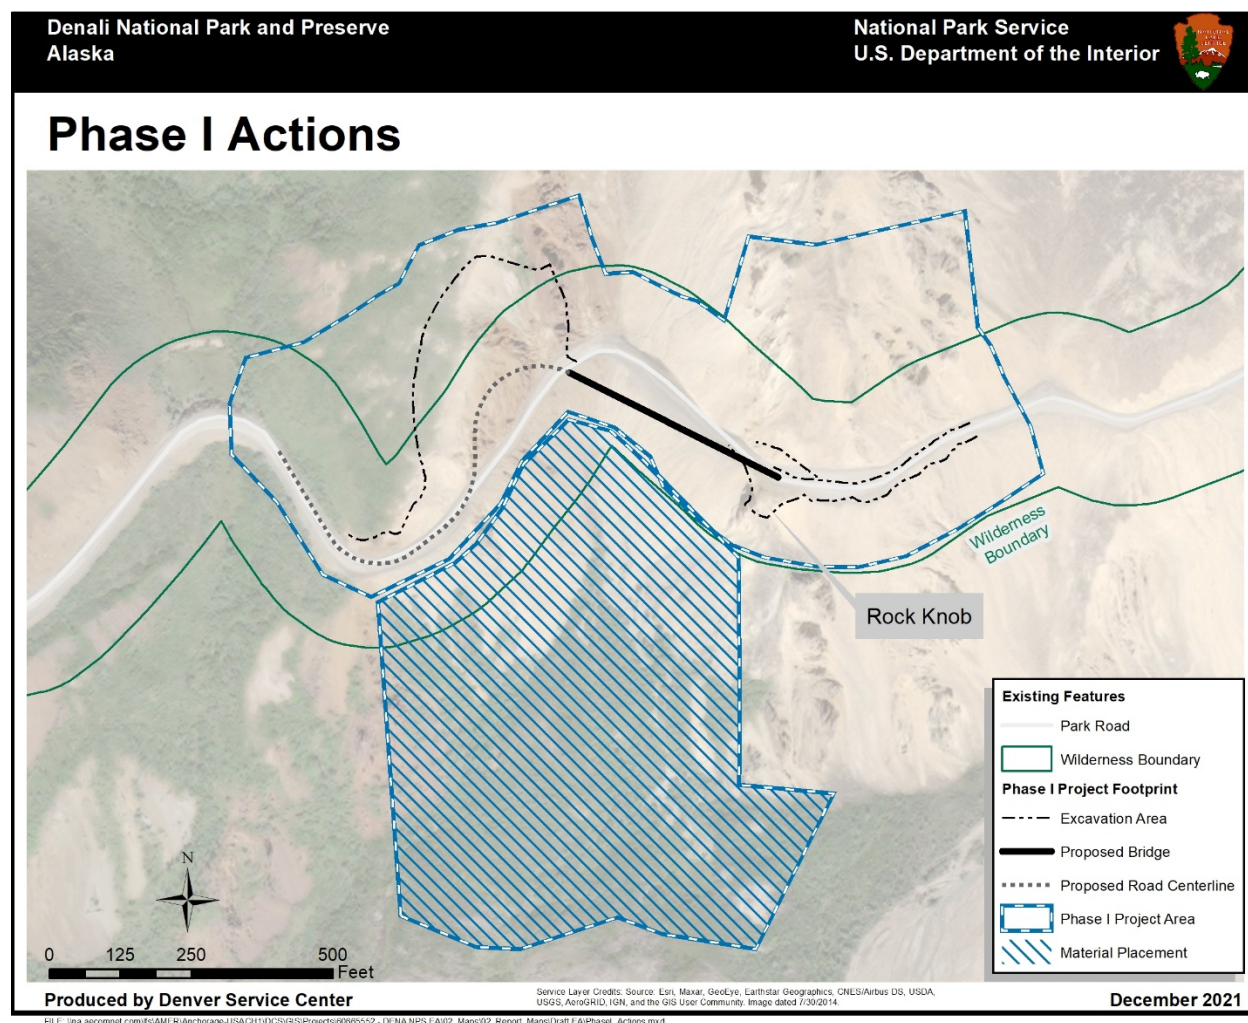 Denali National Park and Preserve
Alaska
National Park Service
U.S. Department of the Interior
NATIONAL
PARK
SERVICE
Phase I Actions
Wilderness
Boundary
Rock Knob
Existing Features
Park Road
Wilderness Boundary
Phase I Project Footprint
Excavation Area
Proposed Bridge
Proposed Road Centerline
Phase I Project Area
Material Placement
N
0 125 250 500
Feet
Produced by Denver Service Center
Service Layer Credits: Source: Esri, Maxar, GeoEye, Earthstar Geographics, CNES/Airbus DS, USDA,
USGS, AeroGRID, IGN, and the GIS User Community. Image dated 7/30/2014.
December 2021